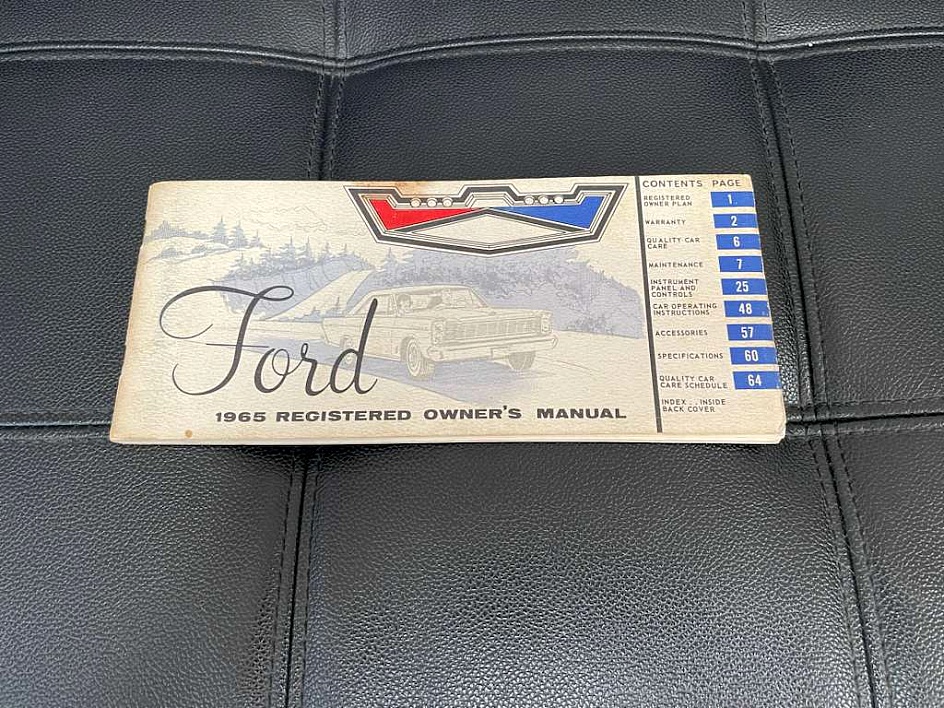 Ford
1965 REGISTERED OWNER'S MANUAL
CONTENTS PAGE
REGISTERED
OWNER PLAN 1
WARRANTY 2
QUALITY CAR
CARE 6
MAINTENANCE 7
INSTRUMENT
PANEL AND
CONTROLS 25
CAR OPERATING
INSTRUCTIONS 48
ACCESSORIES 57
SPECIFICATIONS 60
QUALITY CAR
CARE SCHEDULE 64
INDEX . . INSIDE
BACK COVER